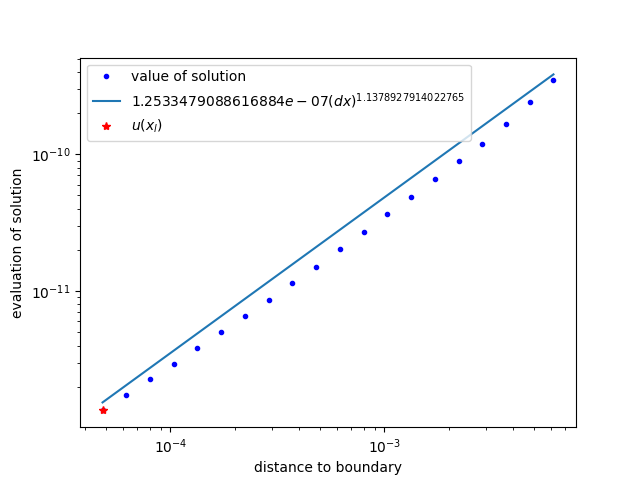 value of solution
1.2533479088616884e − 07(dx)^1.1378927914022765
u(x_l)
10^−10
10^−11
evaluation of solution
10^−4
10^−3
distance to boundary